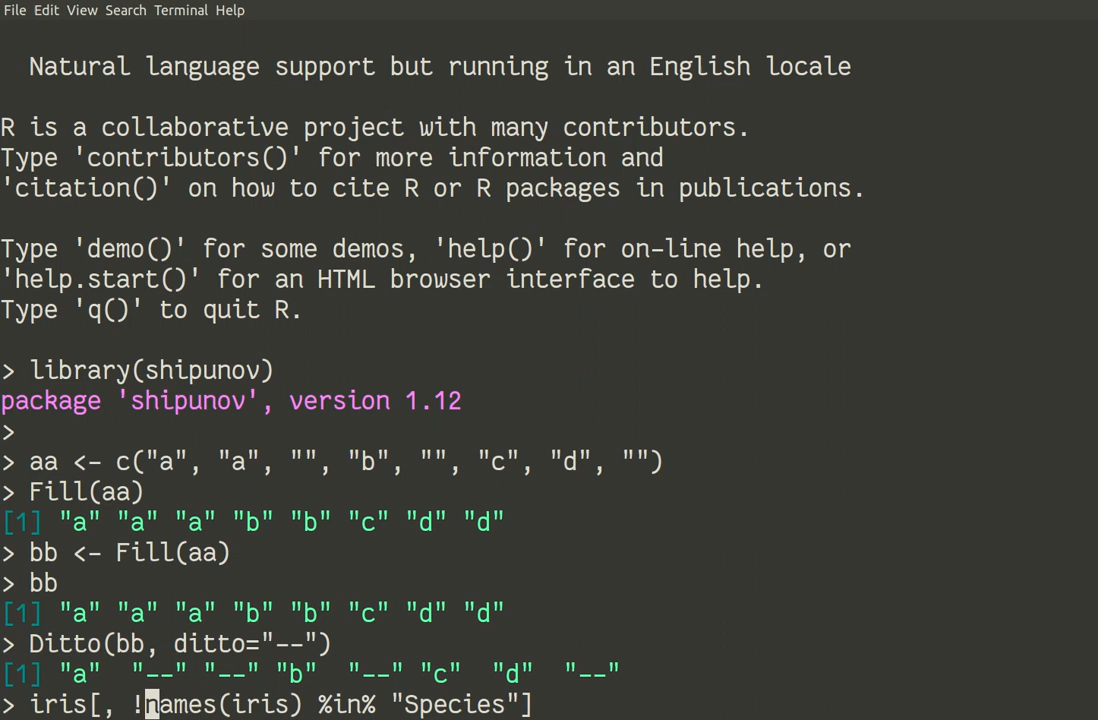 File Edit View Search Terminal Help
Natural language support but running in an English locale
R is a collaborative project with many contributors.
Type 'contributors()' for more information and
'citation()' on how to cite R or R packages in publications.
Type 'demo()' for some demos, 'help()' for on-line help, or
'help.start()' for an HTML browser interface to help.
Type 'q()' to quit R.
> library(shipunov)
package 'shipunov', version 1.12
>
> aa <- c("a", "a", "", "b", "", "c", "d", "")
> Fill(aa)
[1] "a" "a" "a" "b" "b" "c" "d" "d"
> bb <- Fill(aa)
> bb
[1] "a" "a" "a" "b" "b" "c" "d" "d"
> Ditto(bb, ditto="--")
[1] "a"  "--" "--" "b"  "--" "c"  "d"  "--"
> iris[, !names(iris) %in% "Species"]